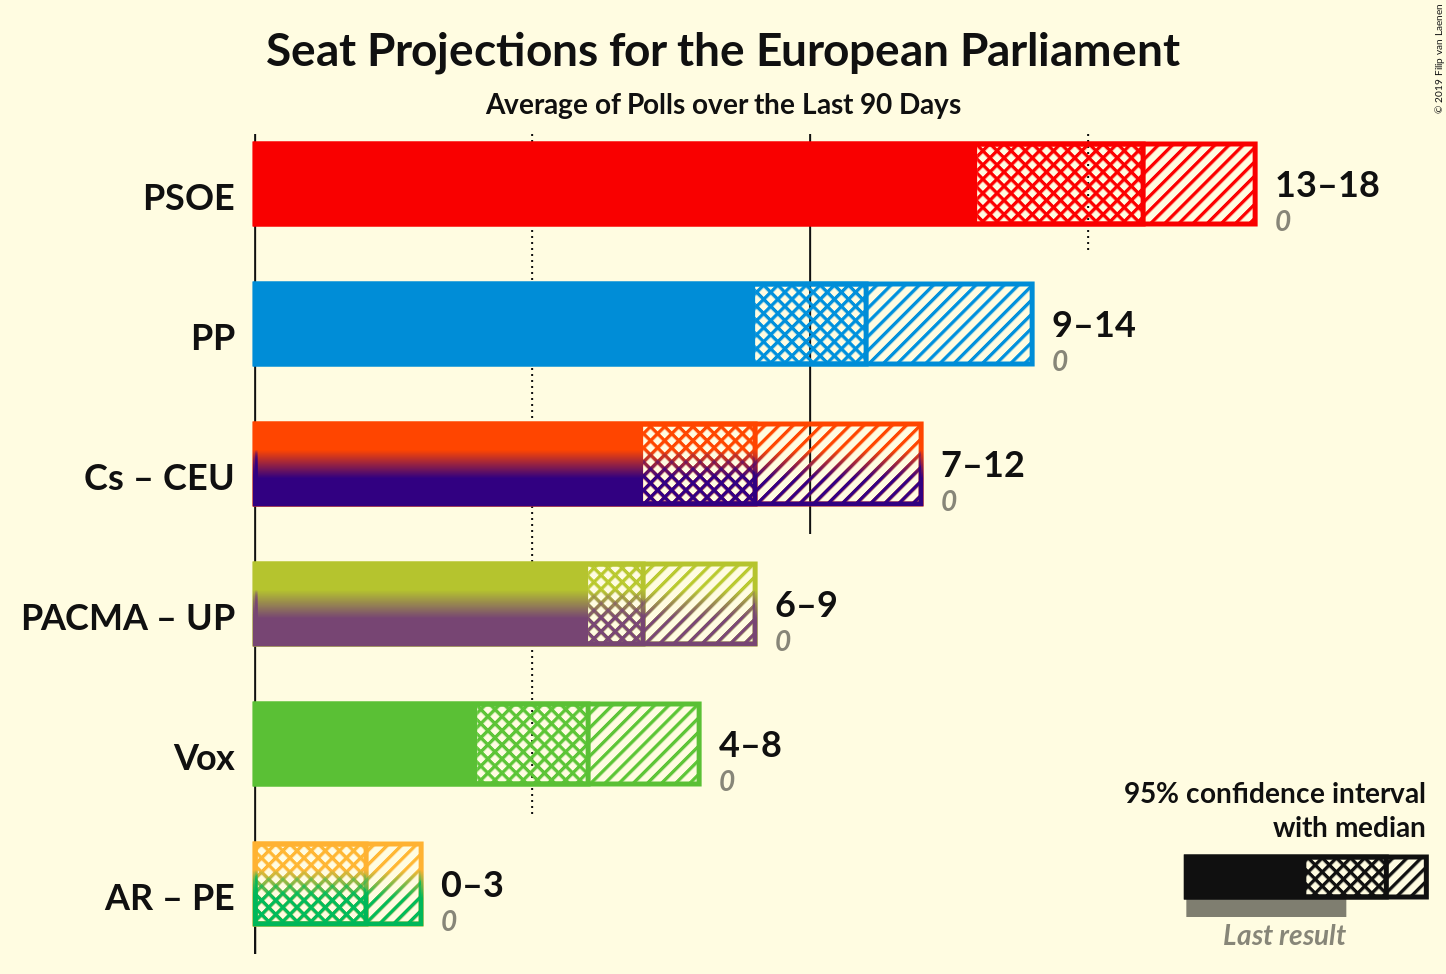 Seat Projections for the European Parliament
Average of Polls over the Last 90 Days
© 2019 Filip van Laenen
PSOE
13–18
0
PP
9–14
0
Cs – CEU
7–12
0
PACMA – UP
6–9
0
Vox
4–8
0
AR – PE
0–3
0
95% confidence interval
with median
Last result